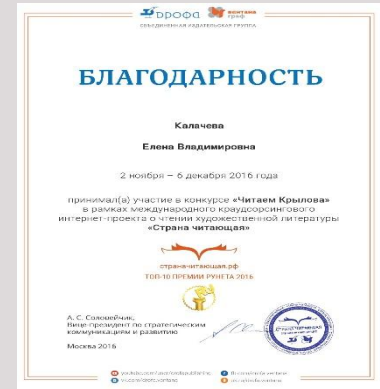 Дрофа вентана граф
ОБЪЕДИНЕННАЯ ИЗДАТЕЛЬСКАЯ ГРУППА
БЛАГОДАРНОСТЬ
Калачева
Елена Владимировна
2 ноября – 6 декабря 2016 года
принимал(а) участие в конкурсе «Читаем Крылова»
в рамках международного краудсорсингового
интернет-проекта о чтении художественной литературы
«Страна читающая»
страна-читающая.рф
ТОП-10 ПРЕМИИ РУНЕТА 2016
А. С. Соловейчик,
Вице-президент по стратегическим
коммуникациям и развитию
Москва 2016